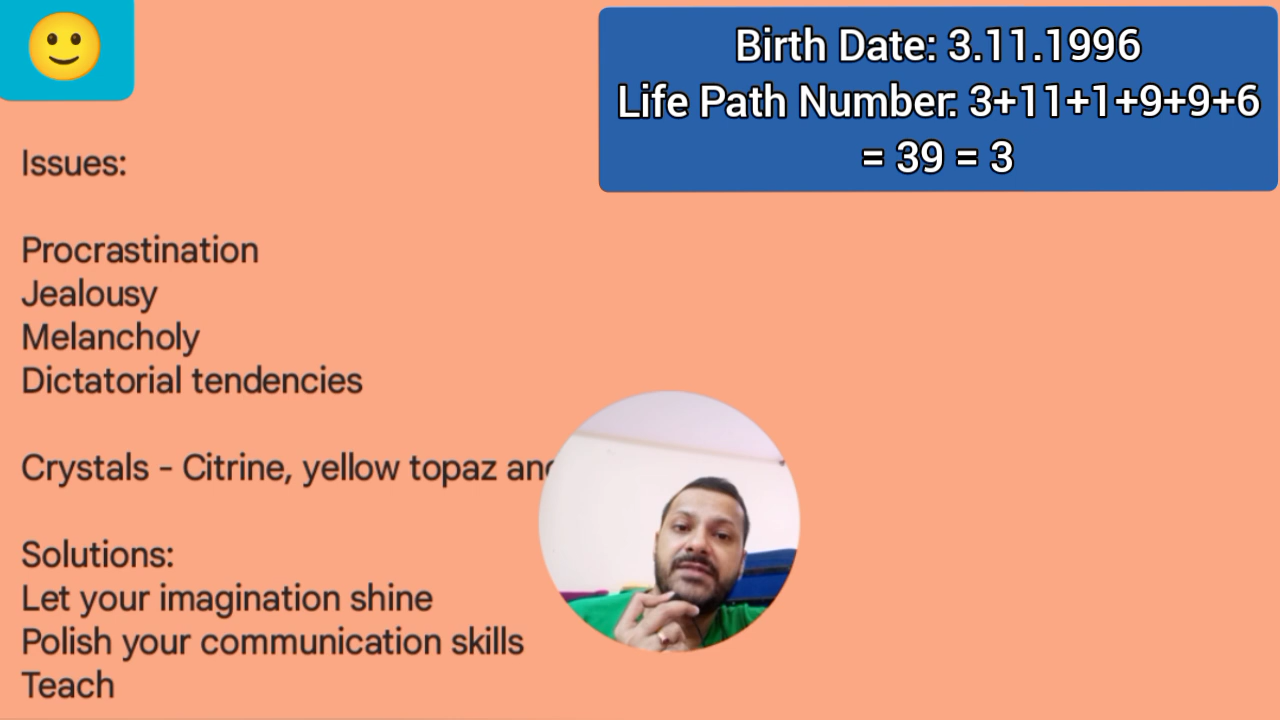 Birth Date: 3.11.1996
Life Path Number: 3+11+1+9+9+6
= 39 = 3
Issues:
Procrastination
Jealousy
Melancholy
Dictatorial tendencies
Crystals - Citrine, yellow topaz
Solutions:
Let your imagination shine
Polish your communication skills
Teach